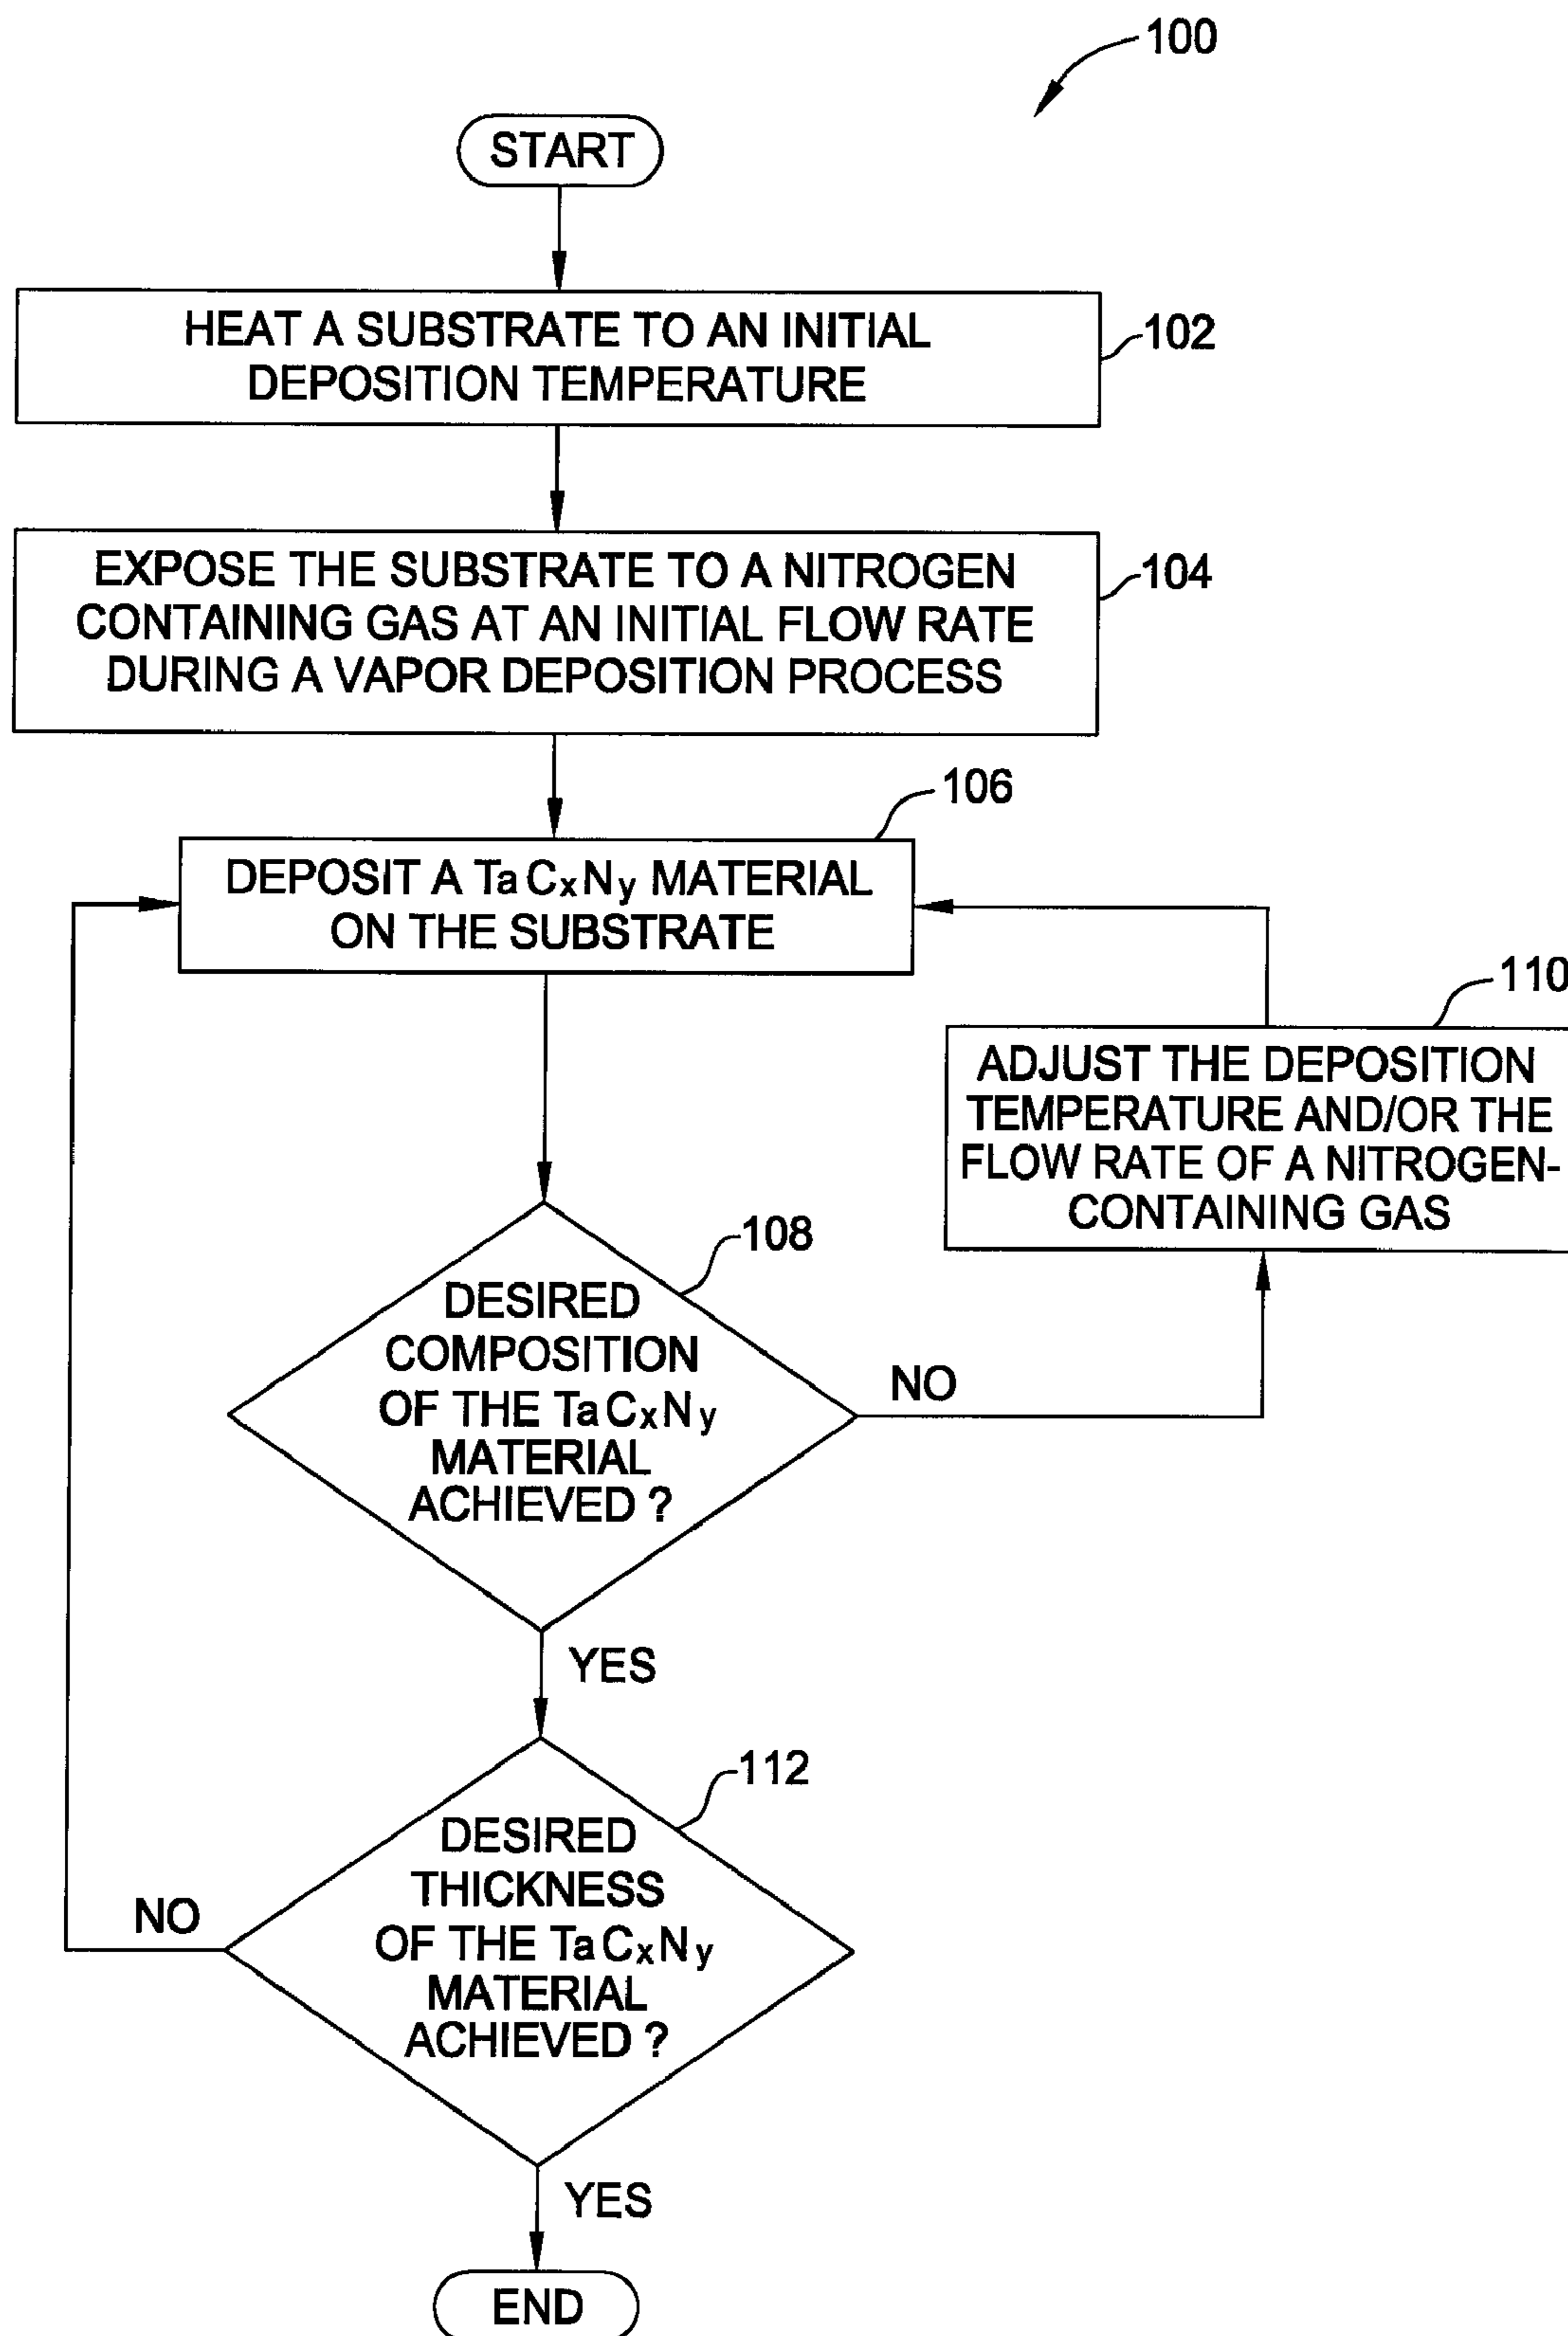 100
START
HEAT A SUBSTRATE TO AN INITIAL
DEPOSITION TEMPERATURE
102
EXPOSE THE SUBSTRATE TO A NITROGEN
CONTAINING GAS AT AN INITIAL FLOW RATE
DURING A VAPOR DEPOSITION PROCESS
104
106
DEPOSIT A TaCxNy MATERIAL
ON THE SUBSTRATE
110
ADJUST THE DEPOSITION
TEMPERATURE AND/OR THE
FLOW RATE OF A NITROGEN-
CONTAINING GAS
108
DESIRED
COMPOSITION
OF THE TaCxNy
MATERIAL
ACHIEVED ?
NO
YES
112
DESIRED
THICKNESS
OF THE TaCxNy
MATERIAL
ACHIEVED ?
NO
YES
END